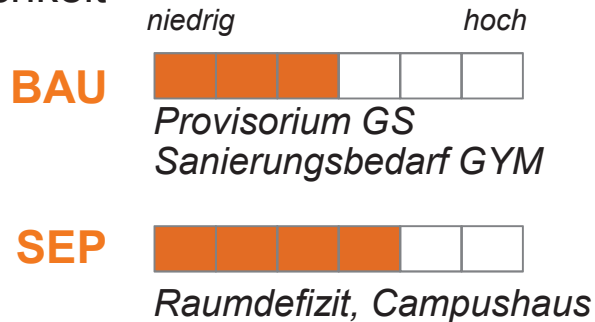 niedrig hoch
BAU
Provisorium GS
Sanierungsbedarf GYM
SEP
Raumdefizit, Campushaus